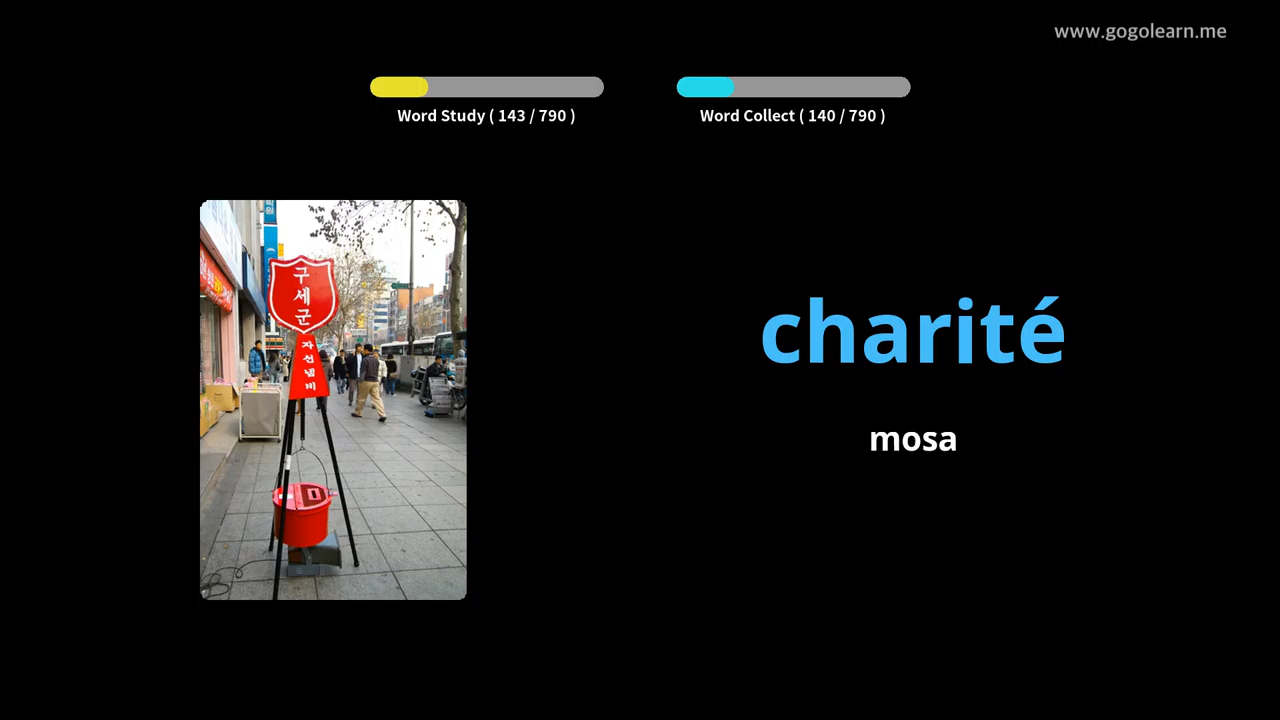 www.gogolearn.me
Word Study ( 143 / 790 )
Word Collect ( 140 / 790 )
구세군
자선냄비
charité
mosa